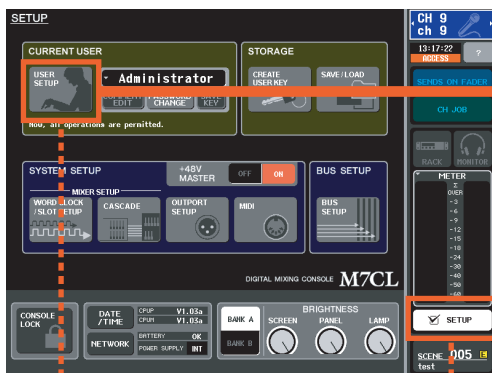 SETUP
CURRENT USER
USER
SETUP
Administrator
COMMENT
EDIT
PASSWORD
CHANGE
SAVE
KEY
Now, all operations are permitted.
STORAGE
CREATE
USER KEY
SAVE/LOAD
SYSTEM SETUP
+48V
MASTER
OFF
ON
MIXER SETUP
WORD CLOCK
/SLOT SETUP
CASCADE
OUTPORT
SETUP
MIDI
BUS SETUP
BUS
SETUP
DIGITAL MIXING CONSOLE M7CL
CONSOLE
LOCK
DATE
/TIME
CPUP V1.03a
CPUM V1.03a
NETWORK
BATTERY OK
POWER SUPPLY INT
BANK A
BANK B
BRIGHTNESS
SCREEN
PANEL
LAMP
CH 9
ch 9
13:17:22
ACCESS
?
SENDS ON FADER
CH JOB
RACK
MONITOR
METER
Σ
OVER
-3
-6
-9
-12
-15
-18
-24
-30
-40
-50
-60
SETUP
SCENE 005 E
test